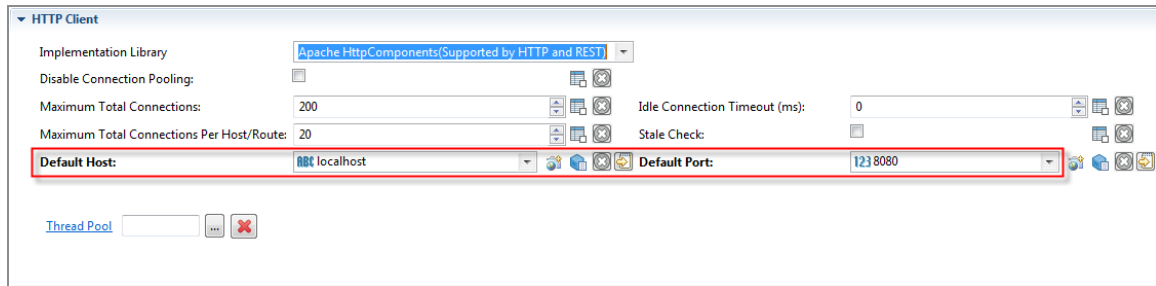 HTTP Client
Implementation Library Apache HttpComponents(Supported by HTTP and REST)
Disable Connection Pooling:
Maximum Total Connections: 200 Idle Connection Timeout (ms): 0
Maximum Total Connections Per Host/Route: 20 Stale Check:
Default Host: ABC localhost Default Port: 123 8080
Thread Pool ...